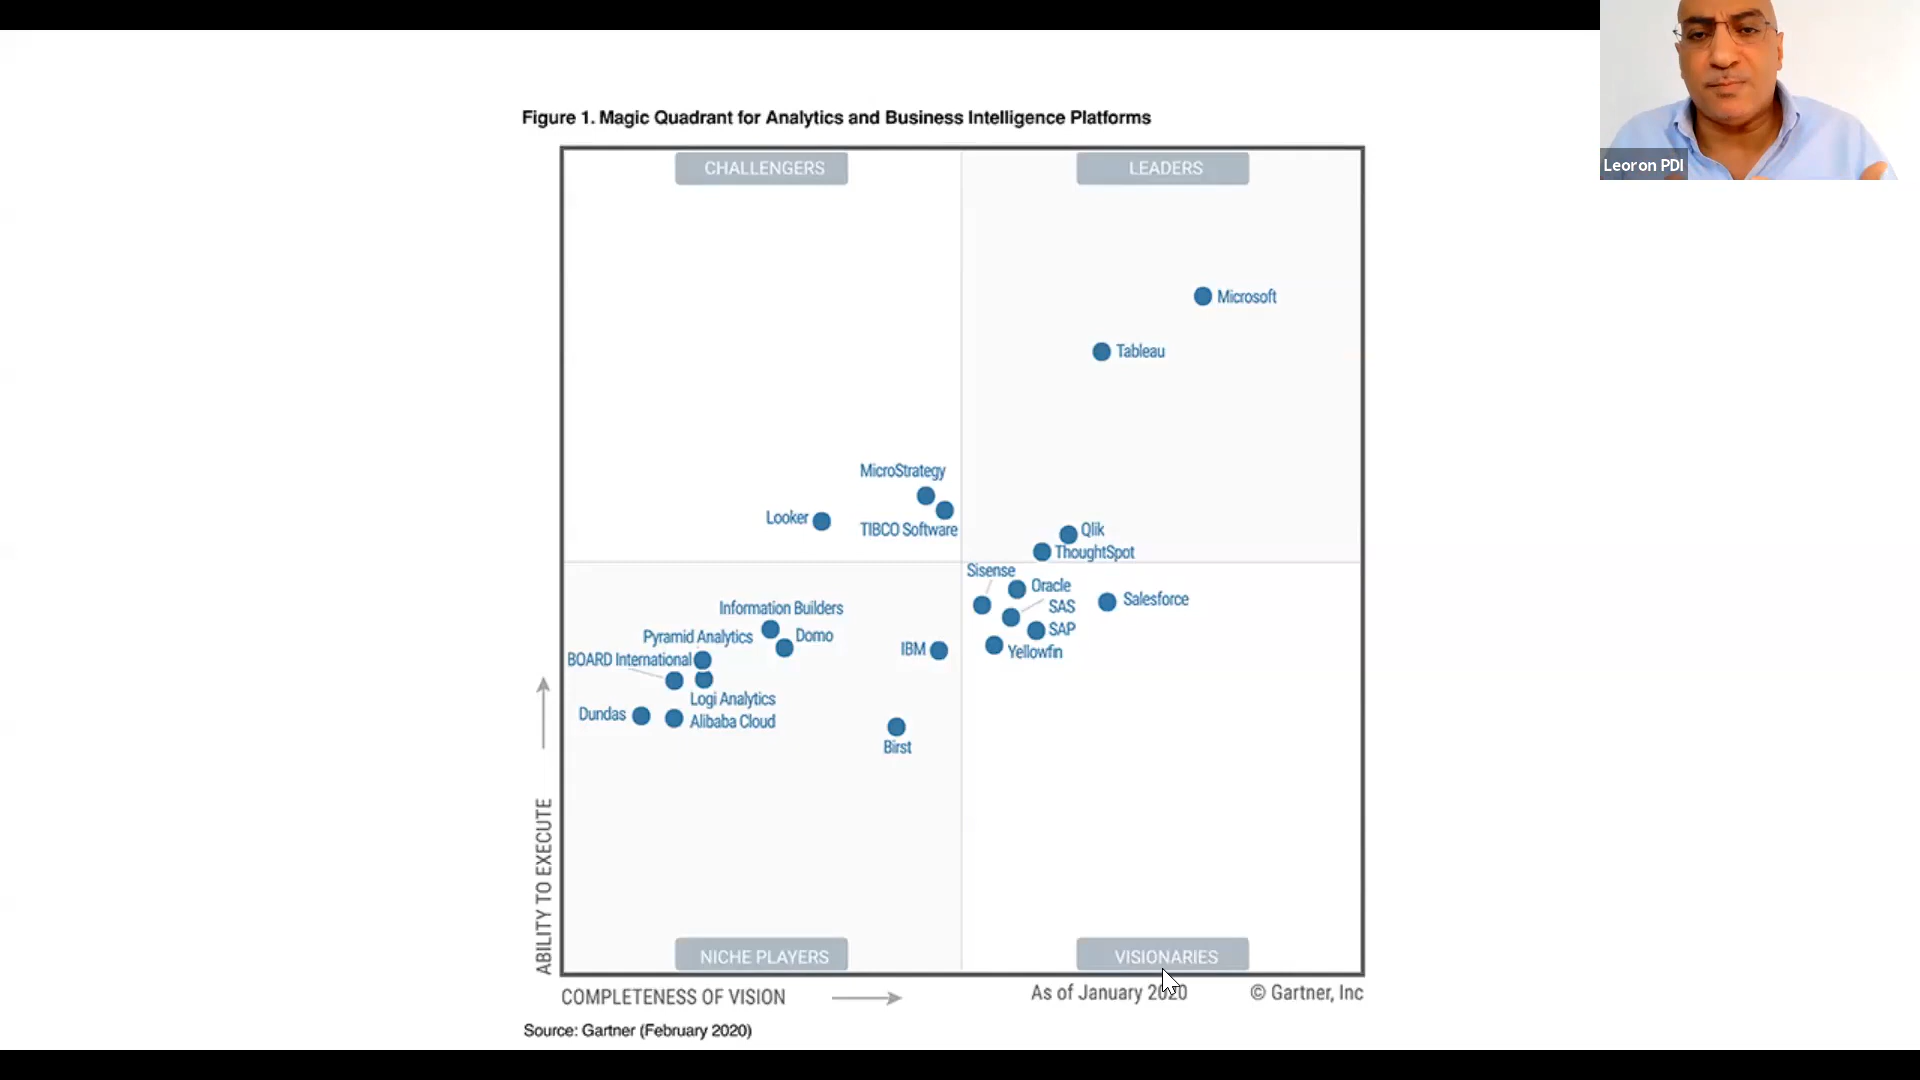 Leoron PDI
Figure 1. Magic Quadrant for Analytics and Business Intelligence Platforms
CHALLENGERS
LEADERS
Microsoft
Tableau
MicroStrategy
Looker
TIBCO Software
Qlik
ThoughtSpot
Sisense
Oracle
Salesforce
SAS
SAP
Yellowfin
Information Builders
Domo
Pyramid Analytics
IBM
BOARD International
Logi Analytics
Dundas
Alibaba Cloud
Birst
ABILITY TO EXECUTE
NICHE PLAYERS
VISIONARIES
COMPLETENESS OF VISION
As of January 2020
© Gartner, Inc
Source: Gartner (February 2020)